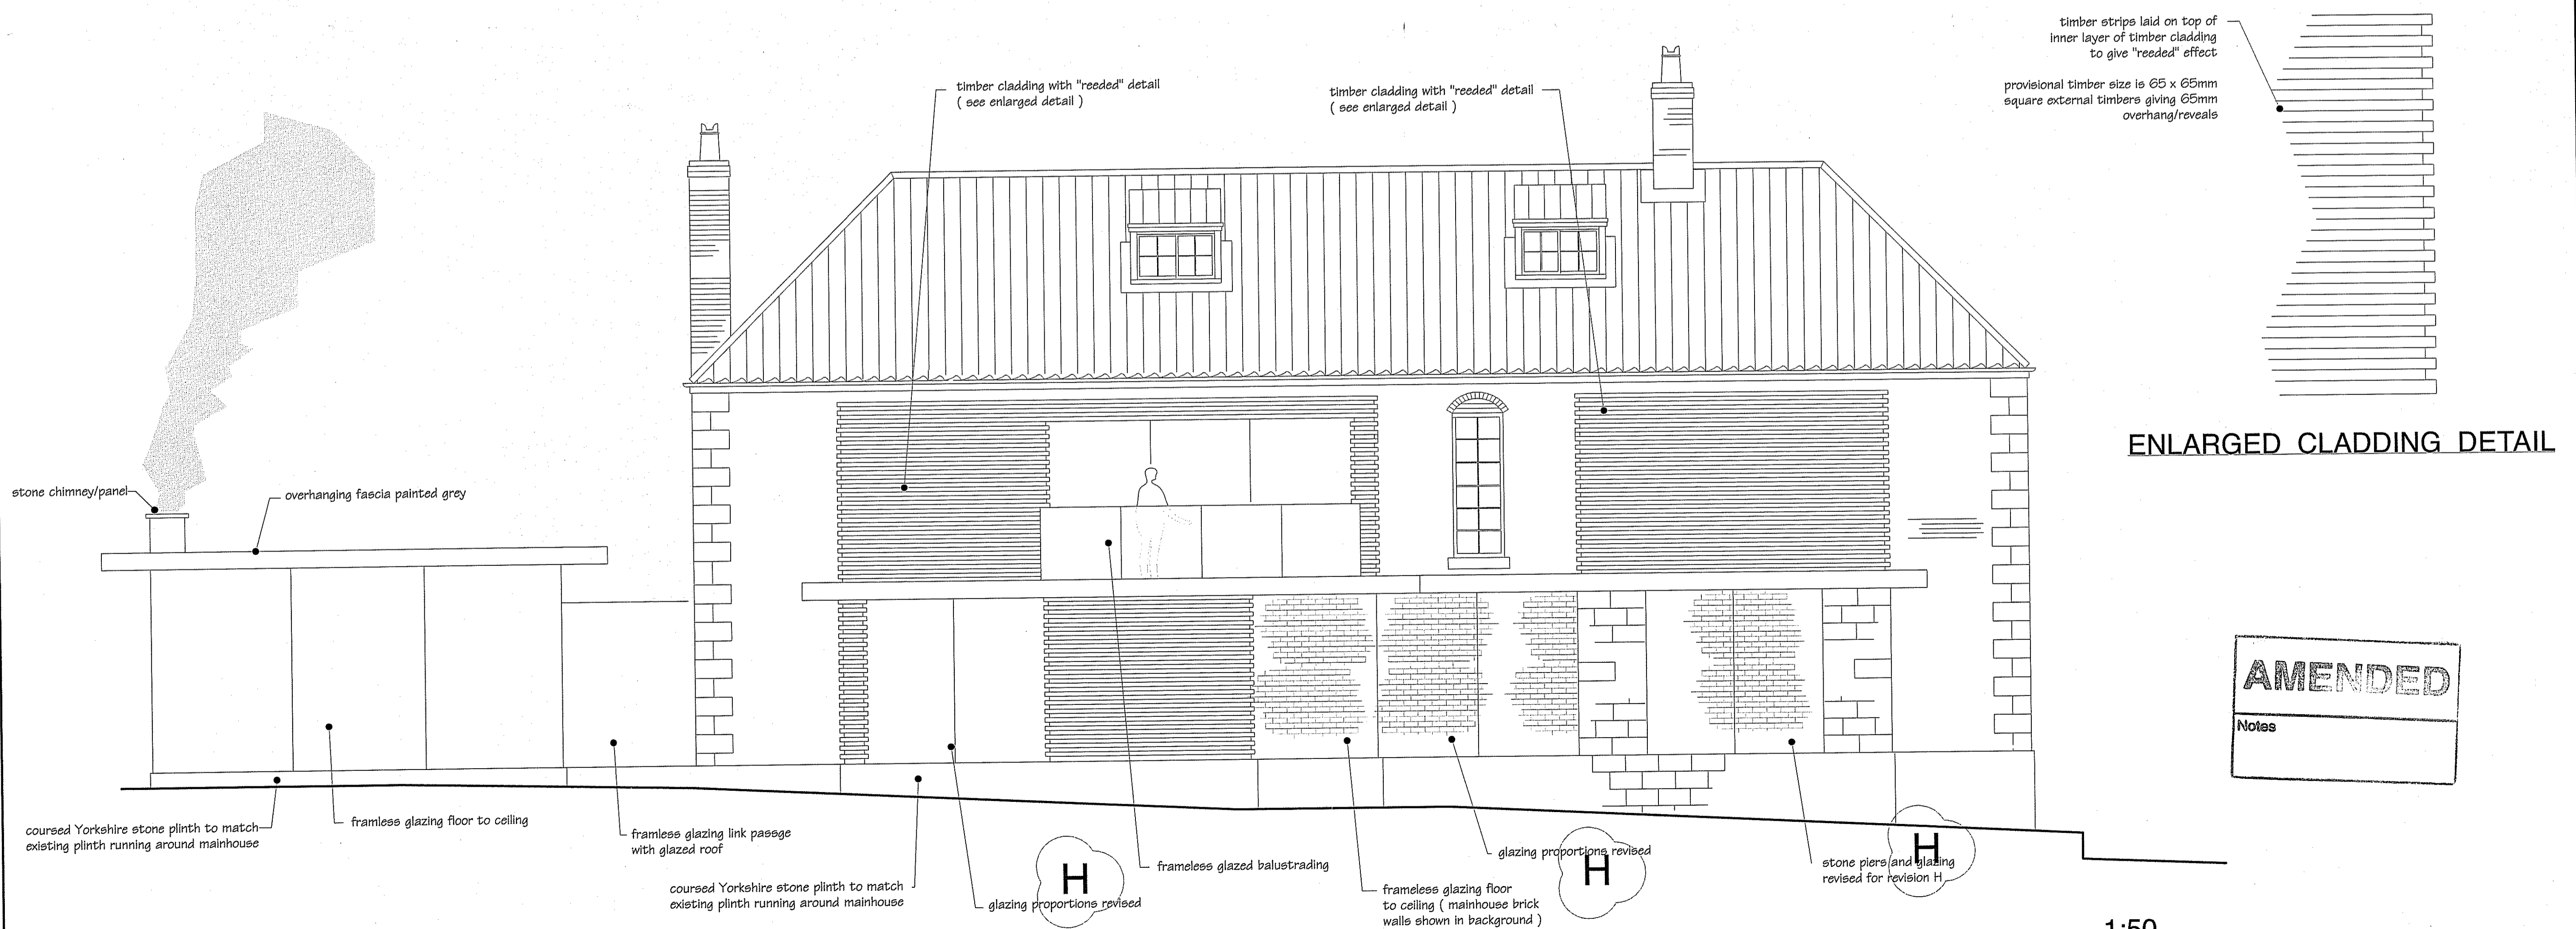 timber strips laid on top of
inner layer of timber cladding
to give "reeded" effect
provisional timber size is 65 x 65mm
square external timbers giving 65mm
overhang/reveals
timber cladding with "reeded" detail
( see enlarged detail )
timber cladding with "reeded" detail
( see enlarged detail )
ENLARGED CLADDING DETAIL
stone chimney/panel
overhanging fascia painted grey
AMENDED
Notes
coursed Yorkshire stone plinth to match
existing plinth running around mainhouse
framless glazing floor to ceiling
framless glazing link passge
with glazed roof
coursed Yorkshire stone plinth to match
existing plinth running around mainhouse
H
glazing proportions revised
frameless glazed balustrading
frameless glazing floor
to ceiling ( mainhouse brick
walls shown in background )
glazing proportions revised
H
stone piers and glazing
revised for revision H
H
1:50